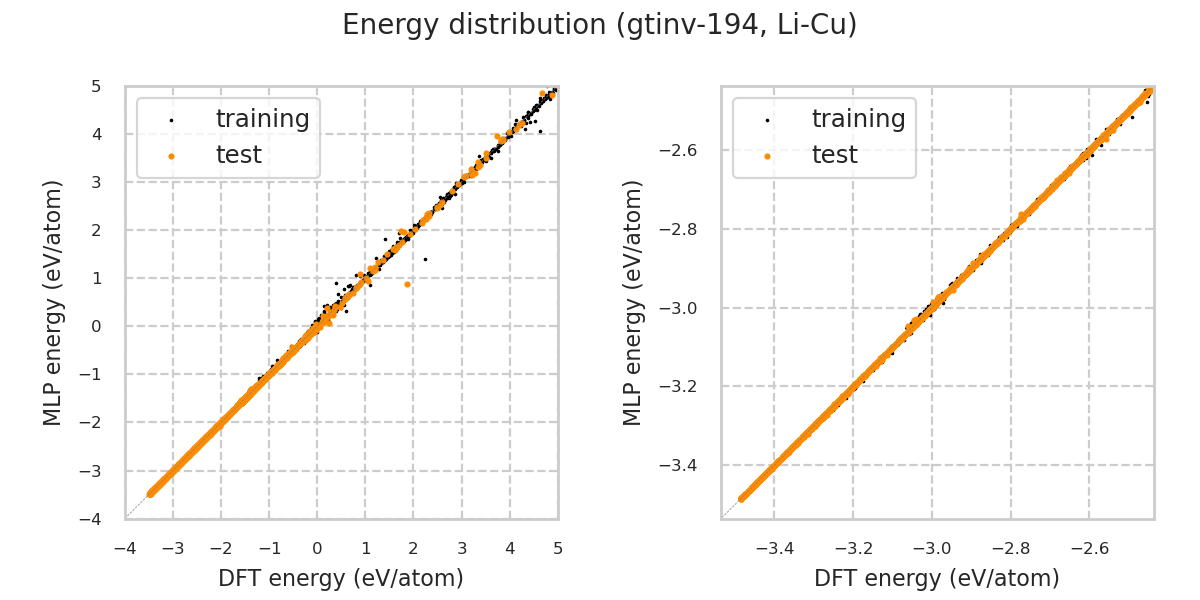 Energy distribution (gtinv-194, Li-Cu)
training
test
5
4
3
2
1
0
−1
−2
−3
−4
−4 −3 −2 −1 0 1 2 3 4 5
MLP energy (eV/atom)
DFT energy (eV/atom)
training
test
−2.6
−2.8
−3.0
−3.2
−3.4
−3.4 −3.2 −3.0 −2.8 −2.6
MLP energy (eV/atom)
DFT energy (eV/atom)